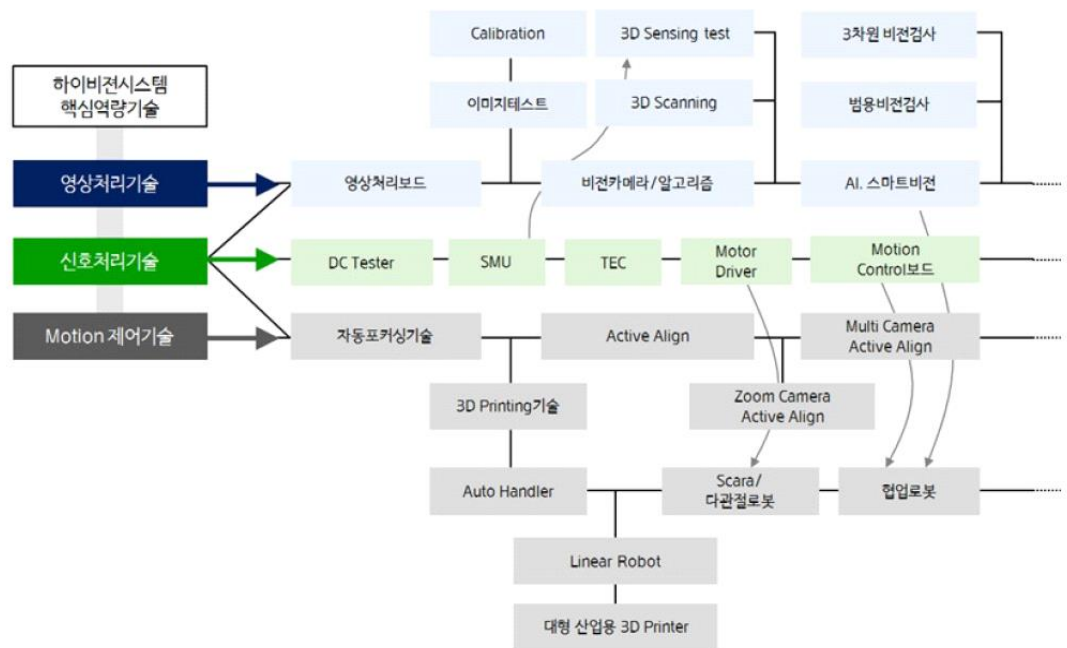 Calibration
3D Sensing test
3차원 비전검사
하이비젼시스템
핵심역량기술
이미지테스트
3D Scanning
범용비전검사
영상처리기술
영상처리보드
비전카메라/알고리즘
AI. 스마트비전
신호처리기술
DC Tester
SMU
TEC
Motor
Driver
Motion
Control보드
Motion 제어기술
자동포커싱기술
Active Align
Multi Camera
Active Align
3D Printing기술
Zoom Camera
Active Align
Auto Handler
Scara/
다관절로봇
협업로봇
Linear Robot
대형 산업용 3D Printer